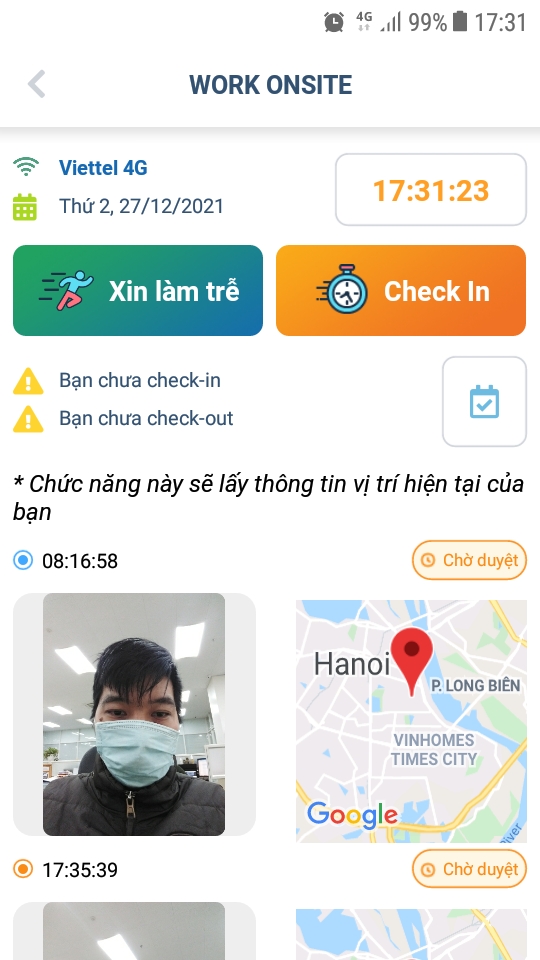 4G 99% 17:31
WORK ONSITE
Viettel 4G
17:31:23
Thứ 2, 27/12/2021
Xin làm trễ
Check In
Bạn chưa check-in
Bạn chưa check-out
* Chức năng này sẽ lấy thông tin vị trí hiện tại của
bạn
08:16:58
Chờ duyệt
Hanoi
P. LONG BIÊN
VINHOMES
TIMES CITY
Google
17:35:39
Chờ duyệt